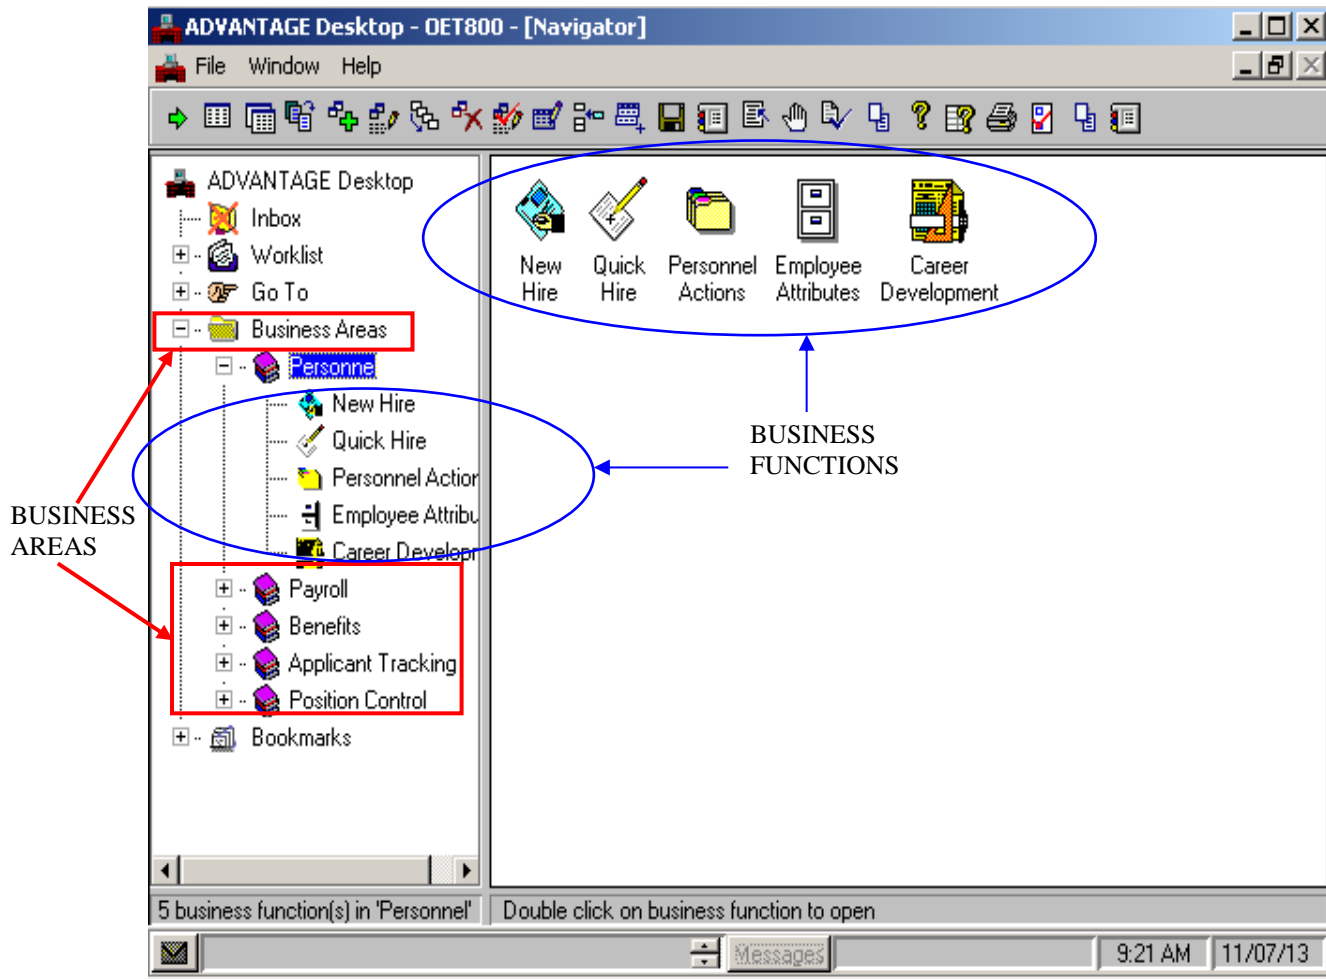 ADVANTAGE Desktop - OET800 - [Navigator]
File Window Help
ADVANTAGE Desktop
Inbox
Worklist
Go To
Business Areas
Personnel
New Hire
Quick Hire
Personnel Action
Employee Attribu
Career Developr
Payroll
Benefits
Applicant Tracking
Position Control
Bookmarks
New Hire
Quick Hire
Personnel Actions
Employee Attributes
Career Development
BUSINESS
FUNCTIONS
BUSINESS
AREAS
5 business function(s) in 'Personnel'
Double click on business function to open
Messages
9:21 AM
11/07/13